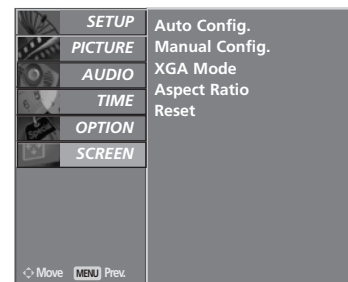 SETUP
PICTURE
AUDIO
TIME
OPTION
SCREEN
Auto Config.
Manual Config.
XGA Mode
Aspect Ratio
Reset
Move MENU Prev.